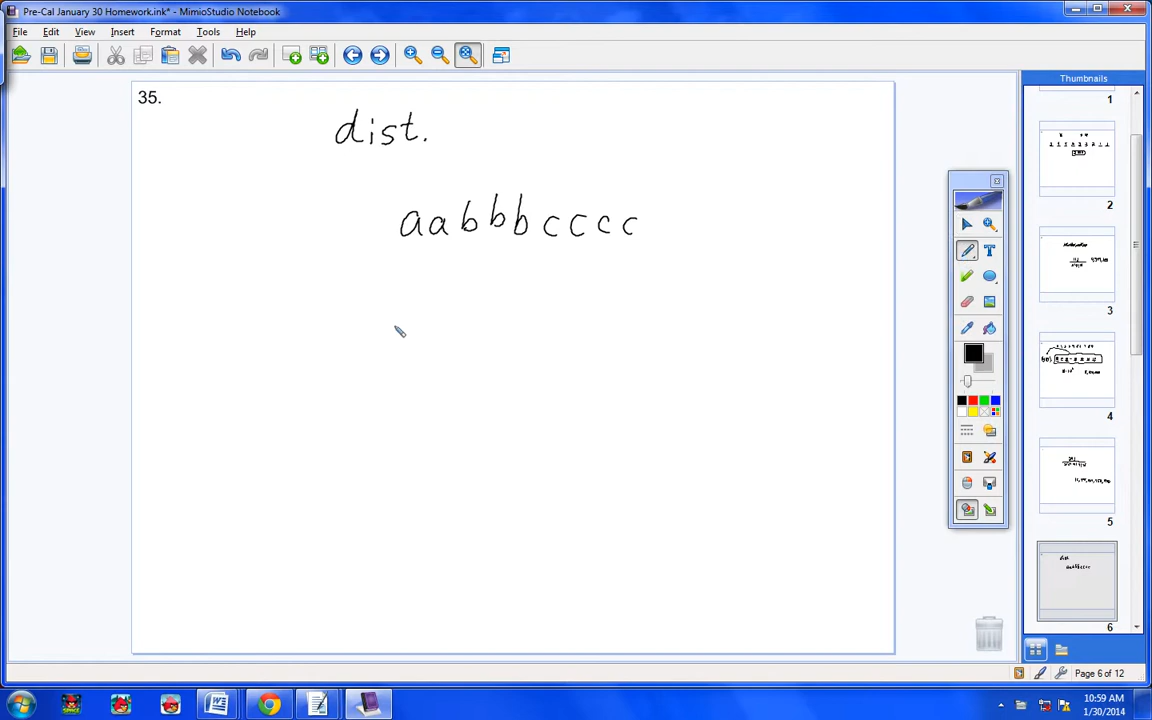 Pre-Cal January 30 Homework.ink* - MimioStudio Notebook
File Edit View Insert Format Tools Help
Thumbnails
35.
dist.
aabbbcccc
1
2
3
4
5
6
Page 6 of 12
10:59 AM
1/30/2014